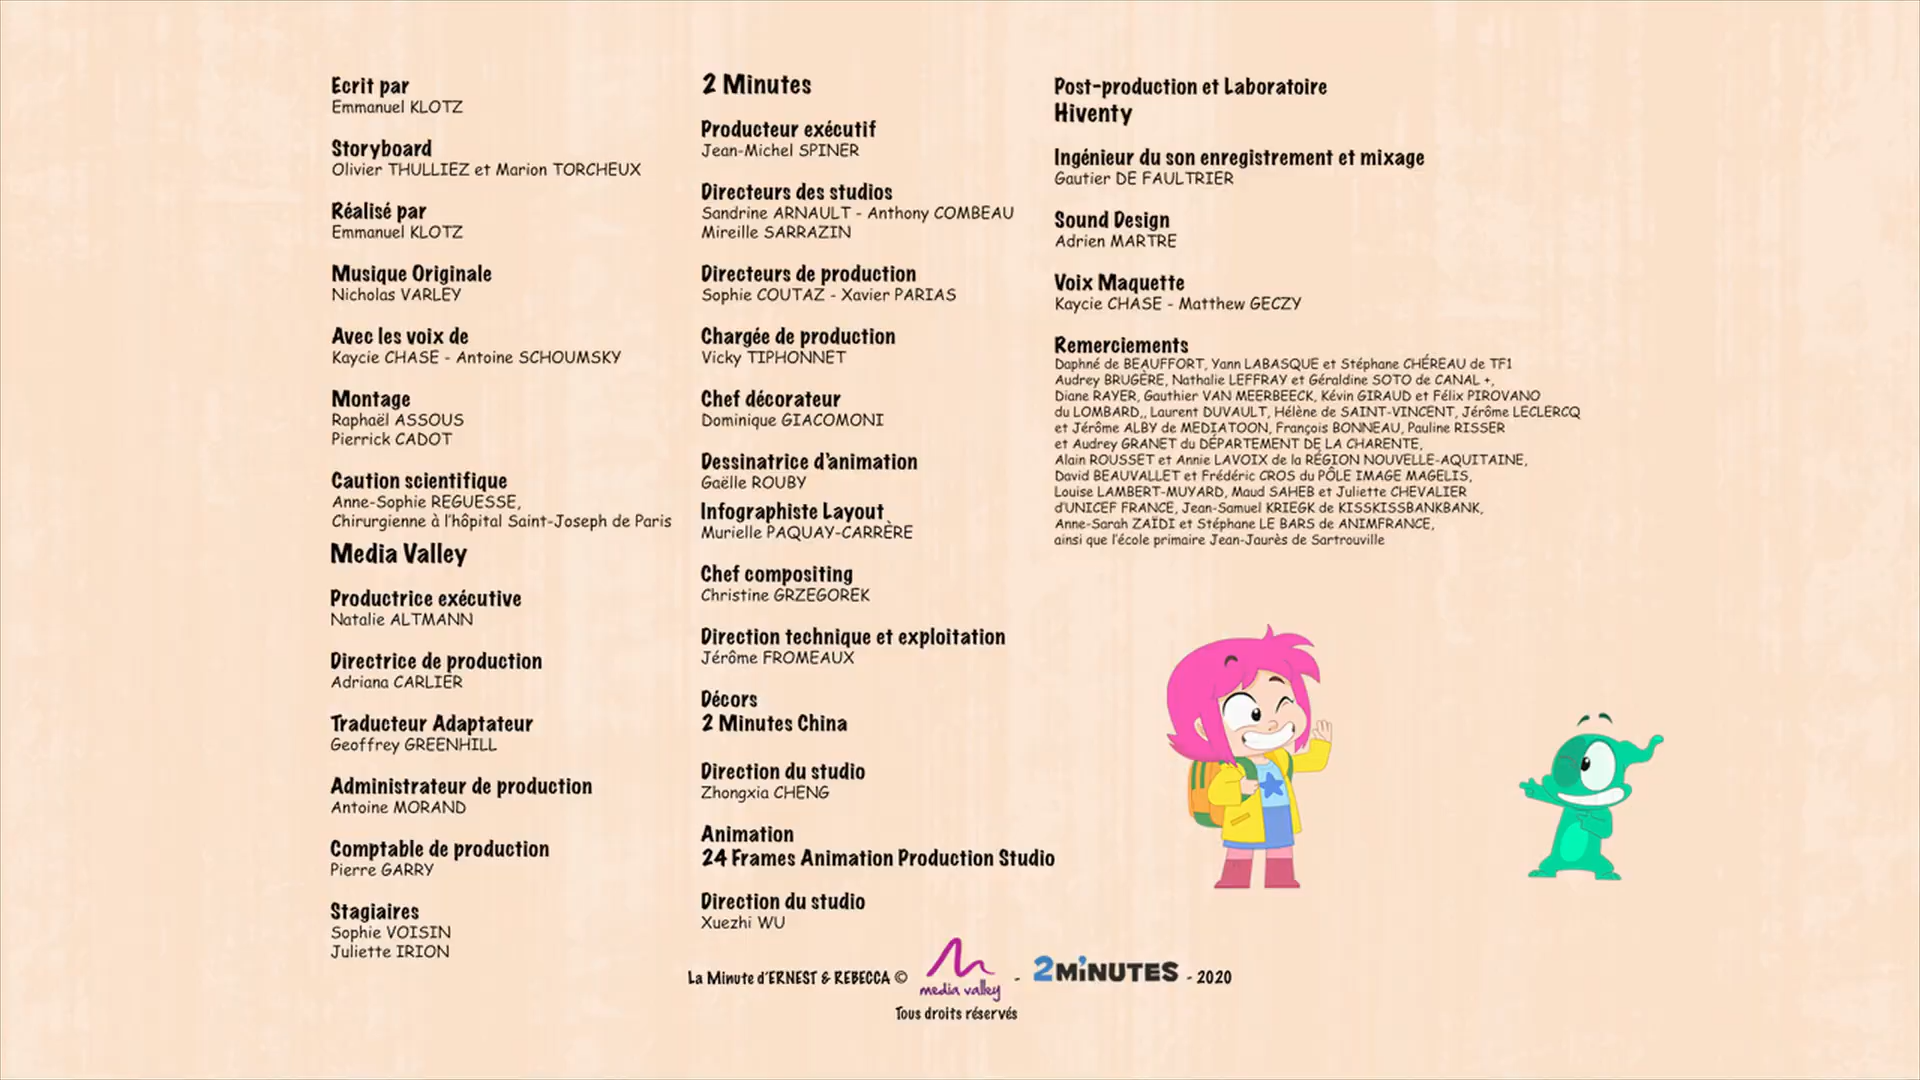 Ecrit par
Emmanuel KLOTZ
Storyboard
Olivier THULLIEZ et Marion TORCHEUX
Réalisé par
Emmanuel KLOTZ
Musique Originale
Nicholas VARLEY
Avec les voix de
Kaycie CHASE - Antoine SCHOUMSKY
Montage
Raphaël ASSOUS
Pierrick CADOT
Caution scientifique
Anne-Sophie REGUESSE,
Chirurgienne à l'hôpital Saint-Joseph de Paris
Media Valley
Productrice exécutive
Natalie ALTMANN
Directrice de production
Adriana CARLIER
Traducteur Adaptateur
Geoffrey GREENHILL
Administrateur de production
Antoine MORAND
Comptable de production
Pierre GARRY
Stagiaires
Sophie VOISIN
Juliette IRION
2 Minutes
Producteur exécutif
Jean-Michel SPINER
Directeurs des studios
Sandrine ARNAULT - Anthony COMBEAU
Mireille SARRAZIN
Directeurs de production
Sophie COUTAZ - Xavier PARIAS
Chargée de production
Vicky TIPHONNET
Chef décorateur
Dominique GIACOMONI
Dessinatrice d'animation
Gaëlle ROUBY
Infographiste Layout
Murielle PAQUAY-CARRÈRE
Chef compositing
Christine GRZEGOREK
Direction technique et exploitation
Jérôme FROMEAUX
Décors
2 Minutes China
Direction du studio
Zhongxia CHENG
Animation
24 Frames Animation Production Studio
Direction du studio
Xuezhi WU
Post-production et Laboratoire
Hiventy
Ingénieur du son enregistrement et mixage
Gautier DE FAULTRIER
Sound Design
Adrien MARTRE
Voix Maquette
Kaycie CHASE - Matthew GECZY
Remerciements
Daphné de BEAUFFORT, Yann LABASQUE et Stéphane CHÉREAU de TF1
Audrey BRUGÈRE, Nathalie LEFFRAY et Géraldine SOTO de CANAL +,
Diane RAYER, Gauthier VAN MEERBEECK, Kévin GIRAUD et Félix PIROVANO
du LOMBARD,, Laurent DUVAULT, Hélène de SAINT-VINCENT, Jérôme LECLERCQ
et Jérôme ALBY de MEDIATOON, François BONNEAU, Pauline RISSER
et Audrey GRANET du DÉPARTEMENT DE LA CHARENTE,
Alain ROUSSET et Annie LAVOIX de la RÉGION NOUVELLE-AQUITAINE,
David BEAUVALLET et Frédéric CROS du PÔLE IMAGE MAGELIS,
Louise LAMBERT-MUYARD, Maud SAHEB et Juliette CHEVALIER
d'UNICEF FRANCE, Jean-Samuel KRIEGK de KISSKISSBANKBANK,
Anne-Sarah ZAÏDI et Stéphane LE BARS de ANIMFRANCE,
ainsi que l'école primaire Jean-Jaurès de Sartrouville
La Minute d'ERNEST & REBECCA © media valley - 2MiNUTES - 2020
Tous droits réservés